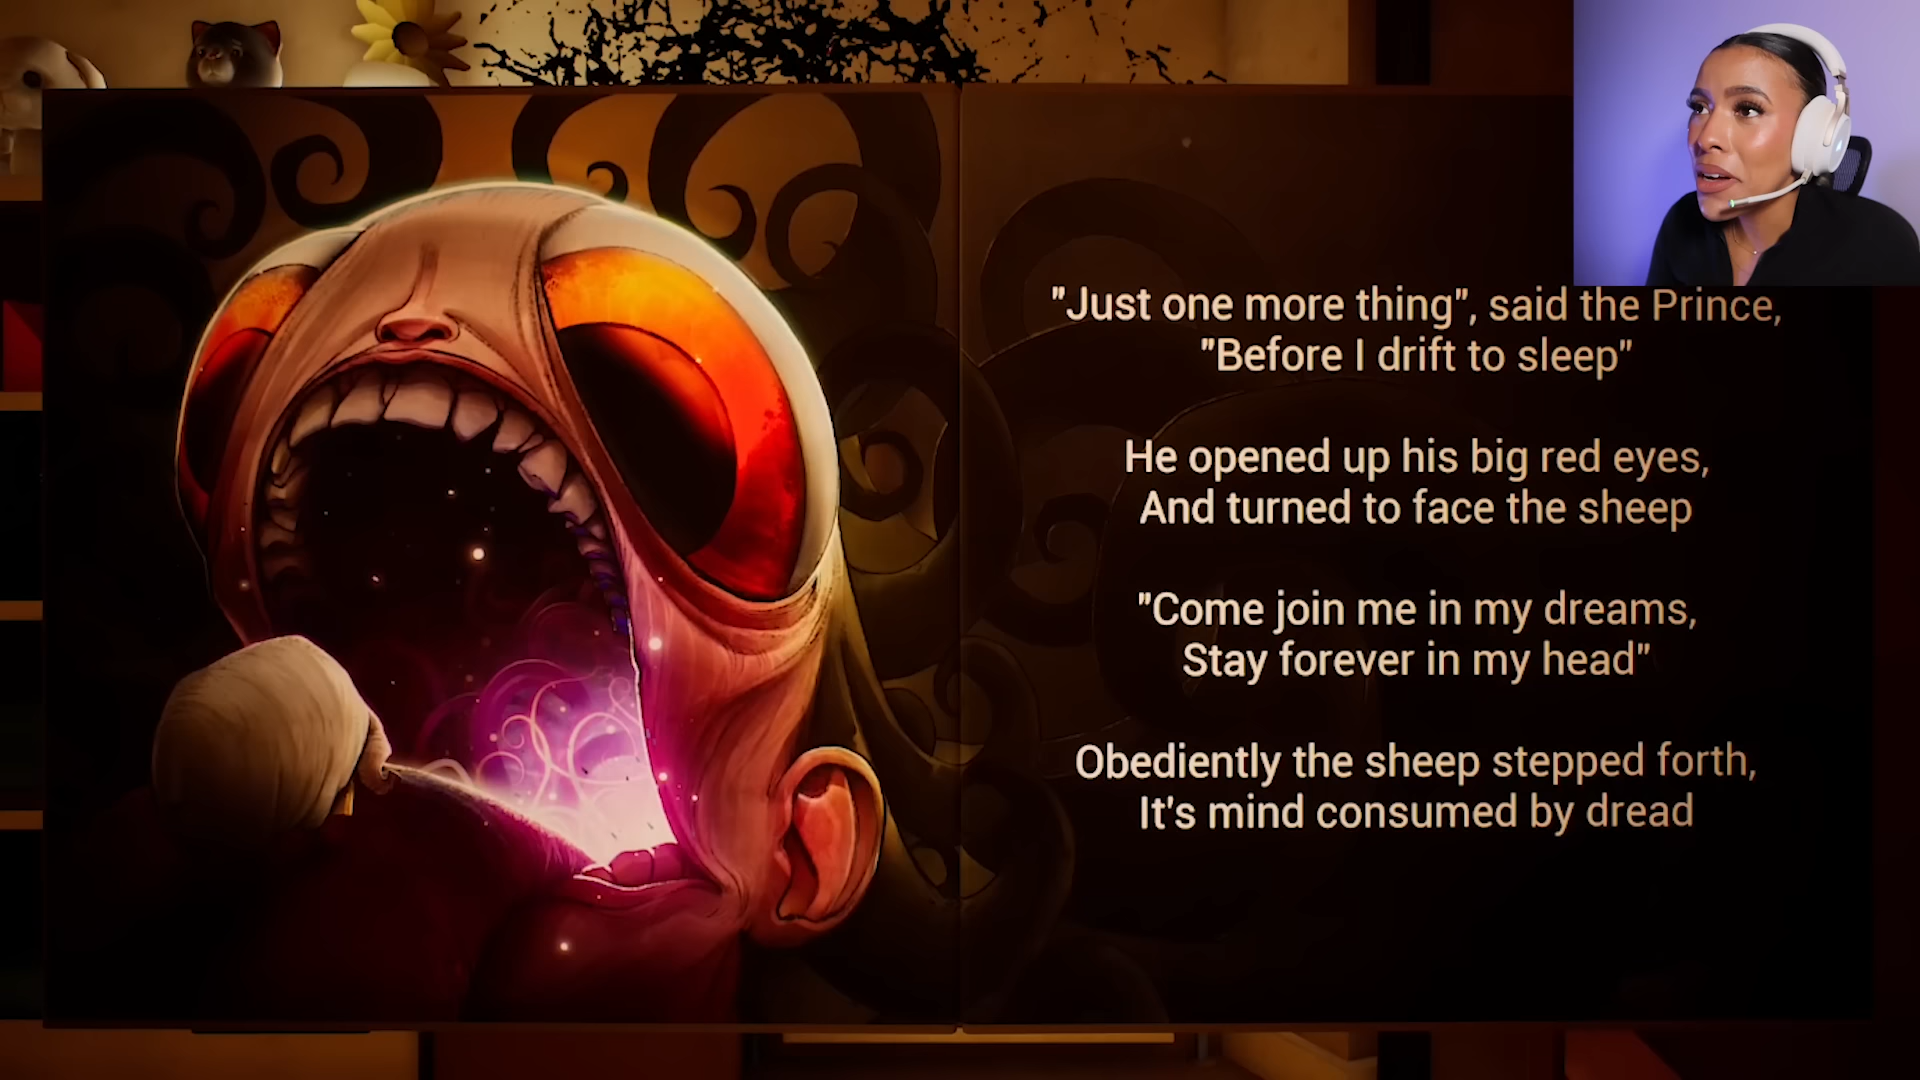 "Just one more thing", said the Prince,
"Before I drift to sleep"
He opened up his big red eyes,
And turned to face the sheep
"Come join me in my dreams,
Stay forever in my head"
Obediently the sheep stepped forth,
It's mind consumed by dread